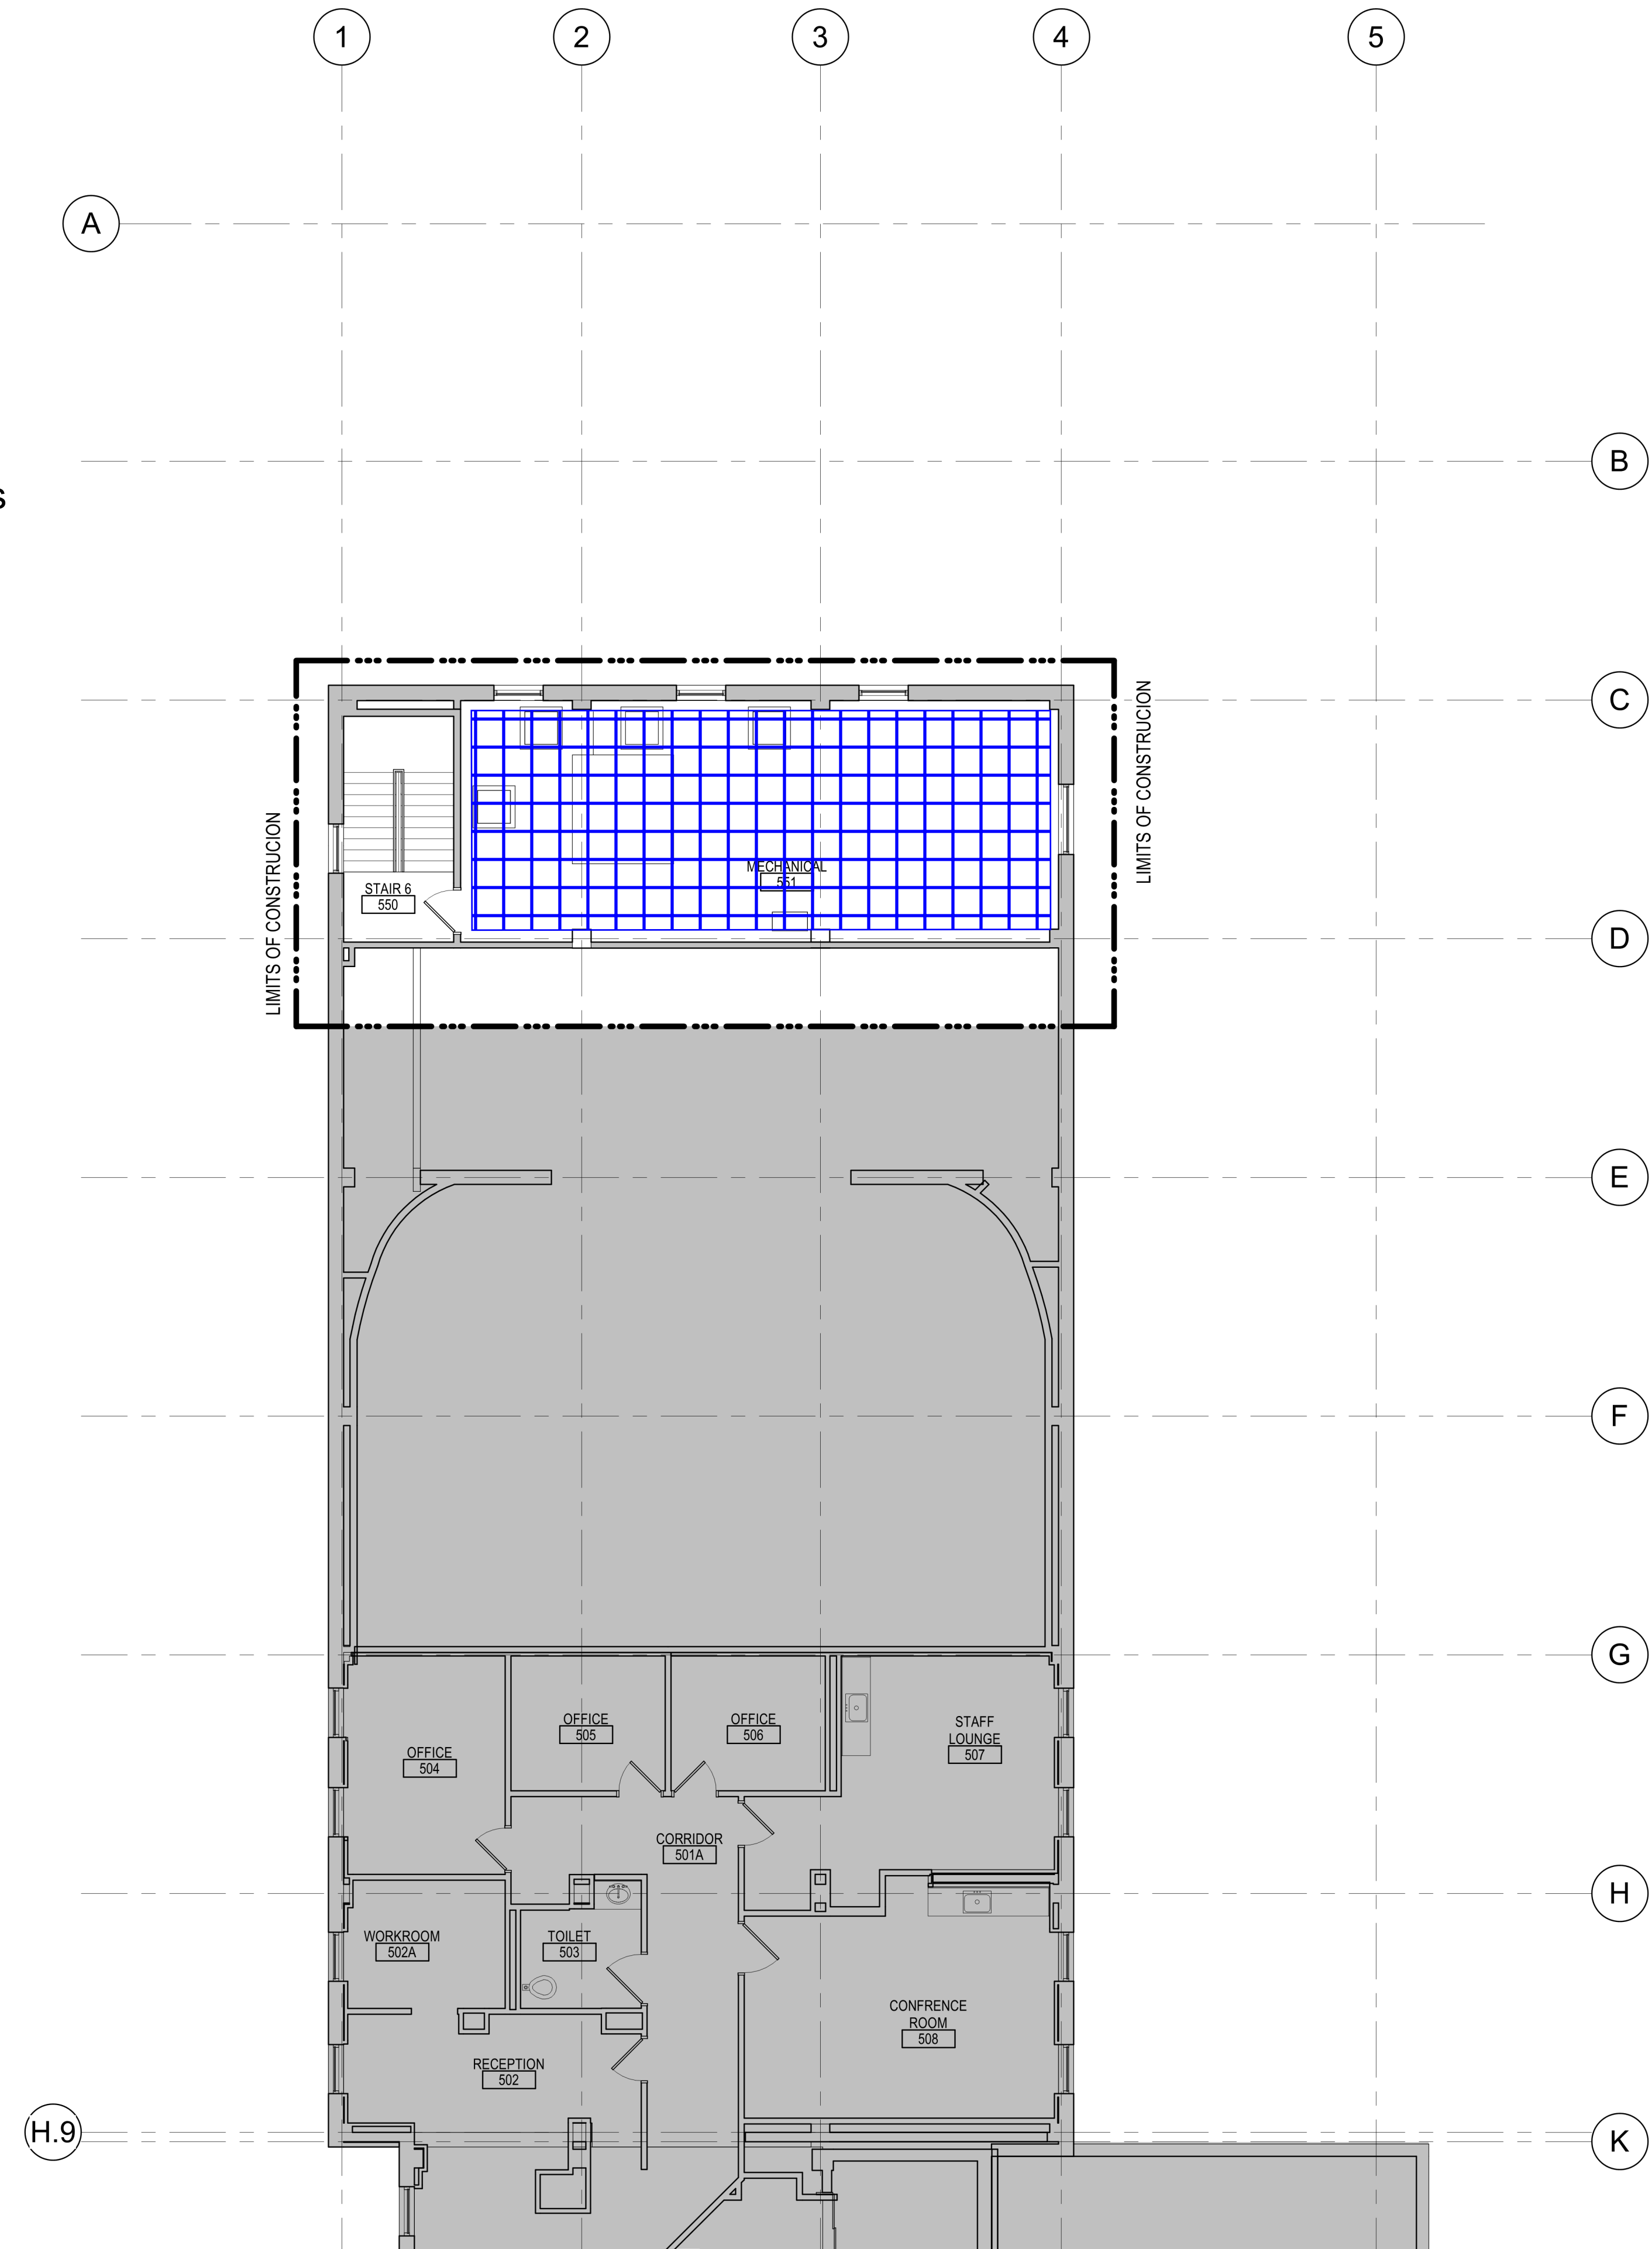 1
2
3
4
5
A
B
s
C
LIMITS OF CONSTRUCION
LIMITS OF CONSTRUCION
MECHANICAL
551
STAIR 6
550
D
E
F
G
OFFICE
505
OFFICE
506
STAFF
LOUNGE
507
OFFICE
504
CORRIDOR
501A
H
WORKROOM
502A
TOILET
503
CONFRENCE
ROOM
508
RECEPTION
502
H.9
K